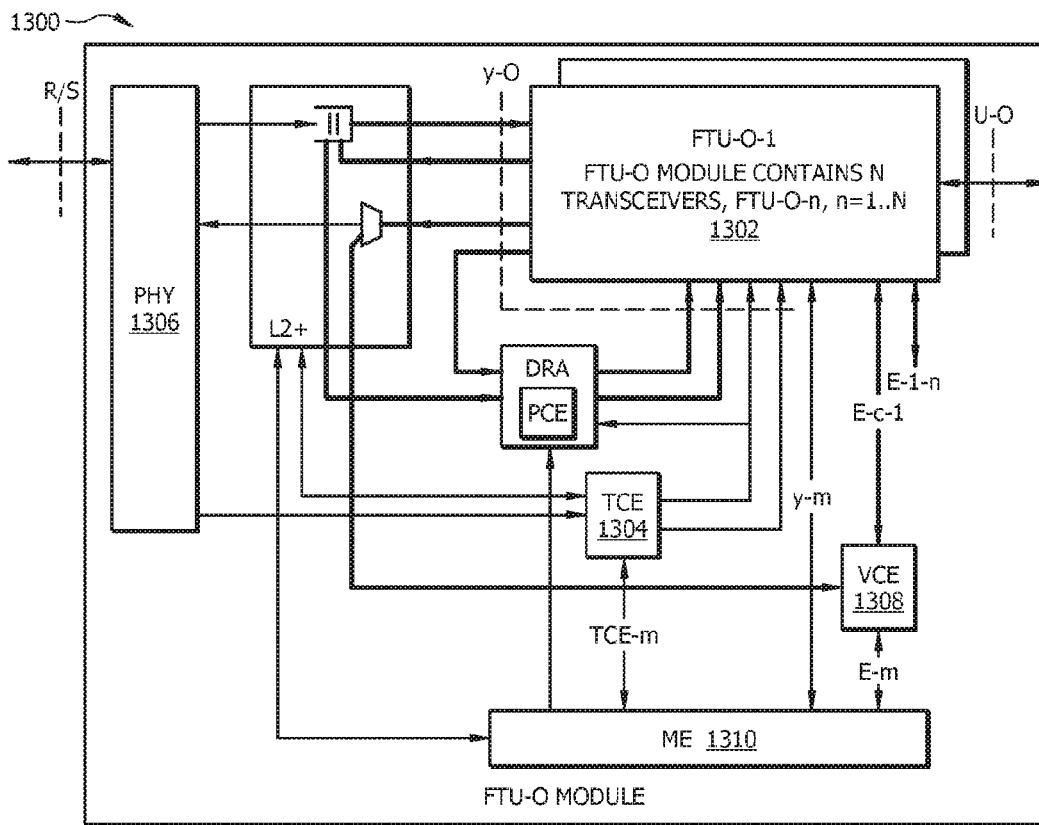 1300
R/S
y-O
U-O
FTU-O-1
FTU-O MODULE CONTAINS N
TRANSCEIVERS, FTU-O-n, n=1..N
1302
PHY
1306
L2+
DRA
PCE
E-1-n
E-c-1
TCE
1304
y-m
VCE
1308
TCE-m
E-m
ME 1310
FTU-O MODULE